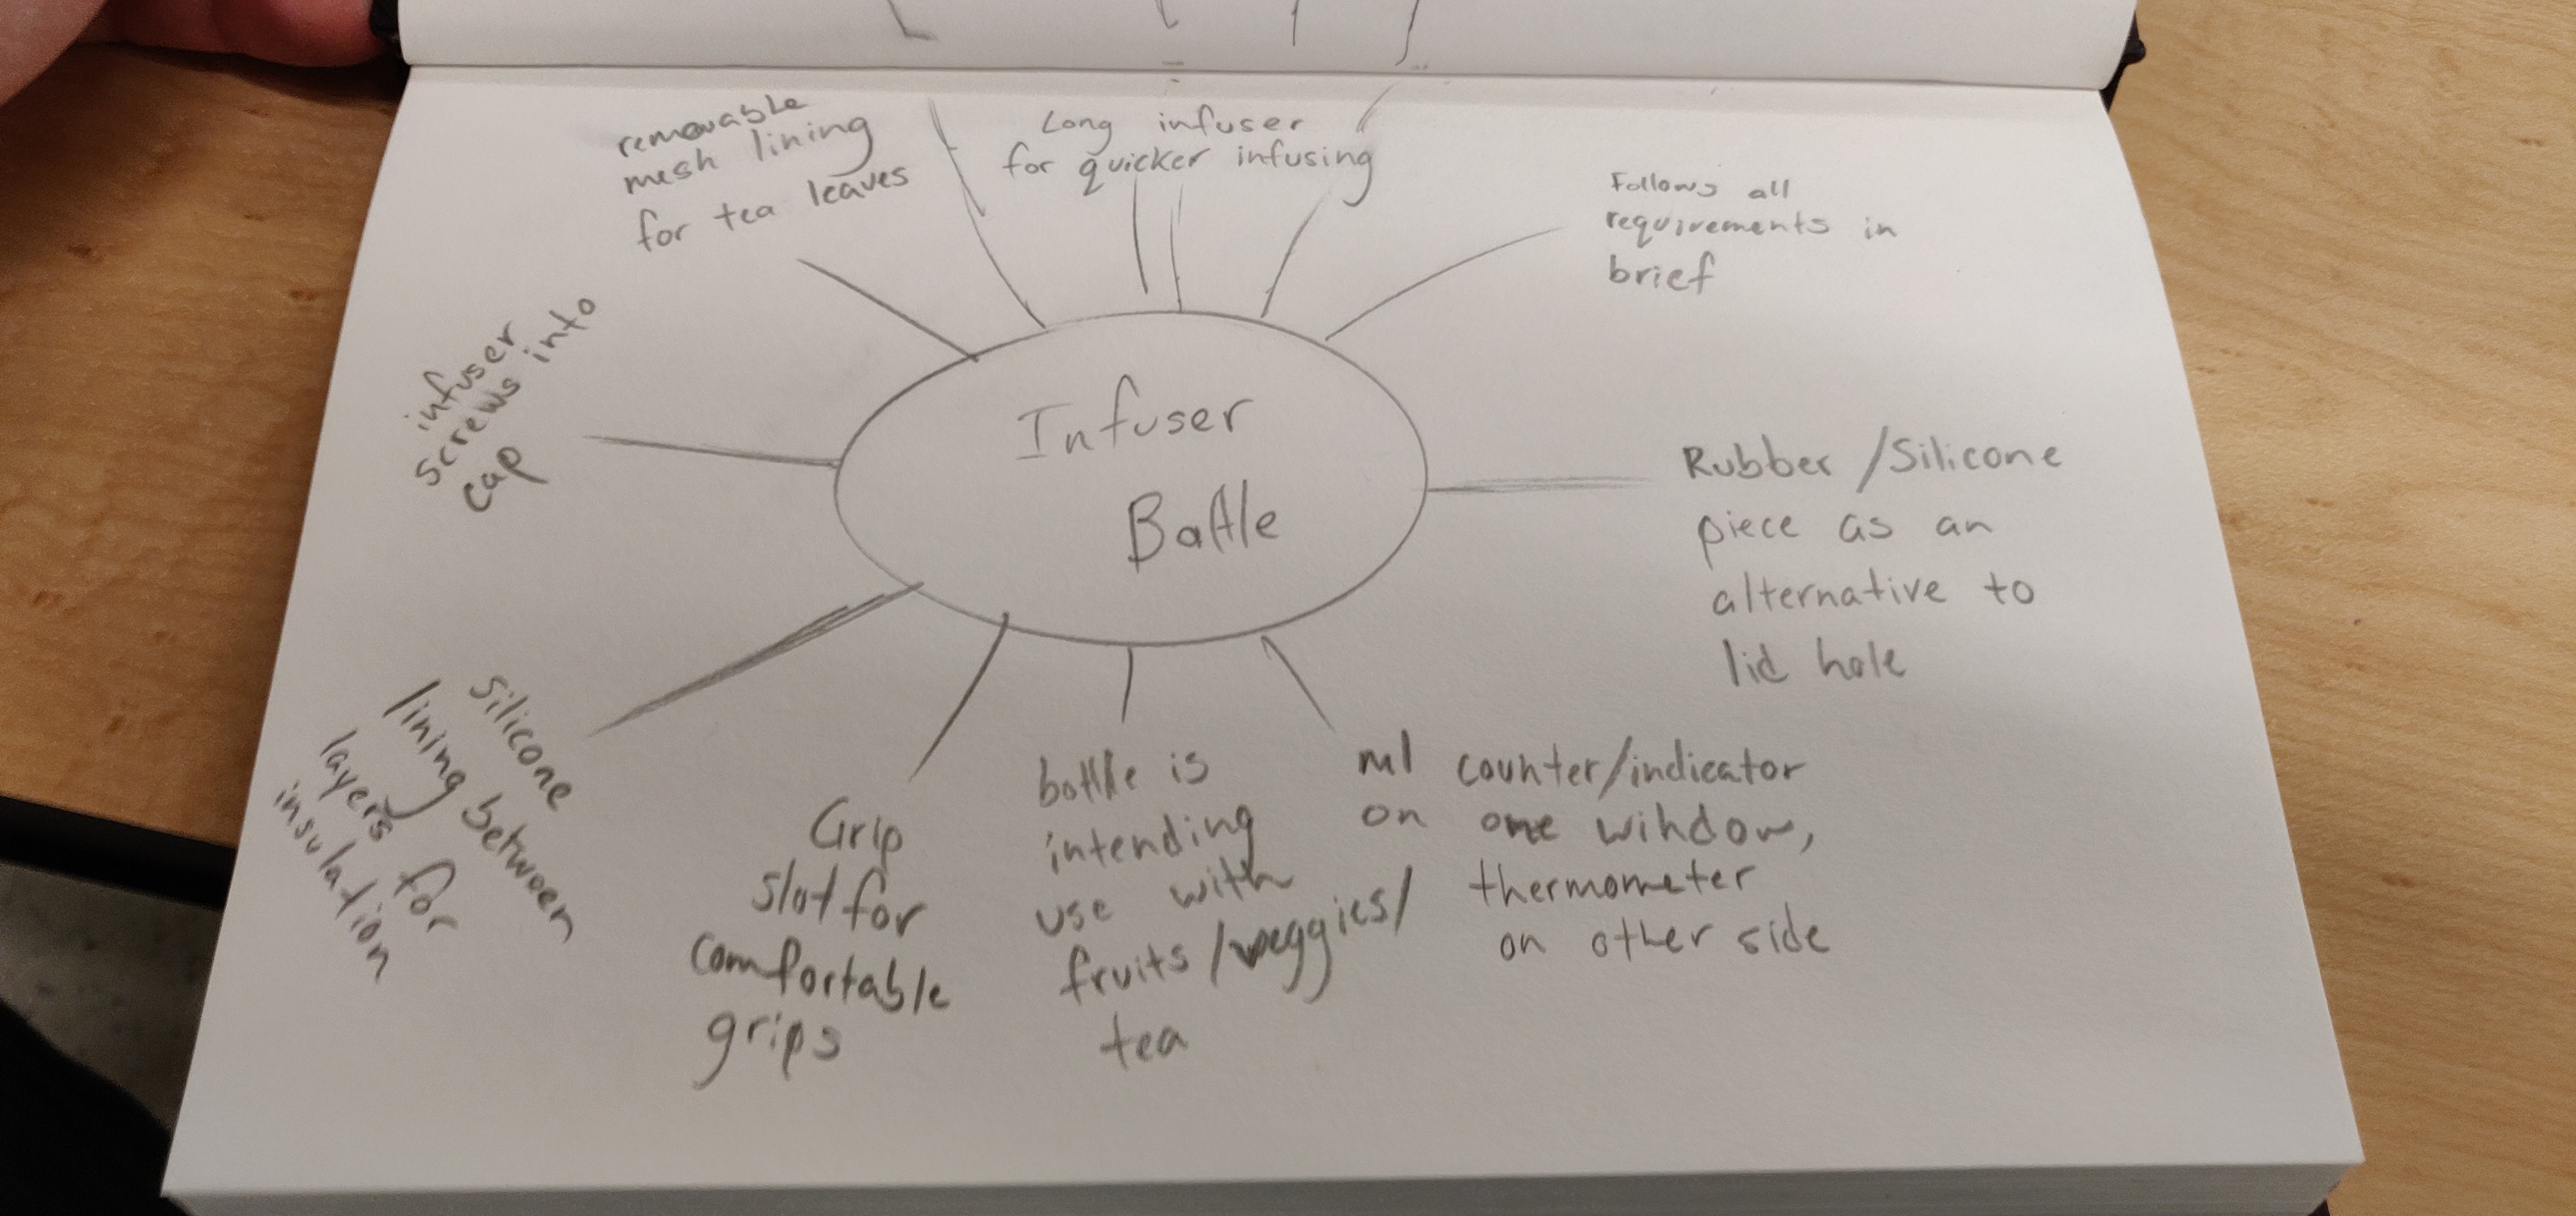 removable
mesh lining
for tea leaves
Long infuser
for quicker infusing
Follows all
requirements in
brief
infuser
screws into
cap
Infuser
Bottle
Rubber / Silicone
piece as an
alternative to
lid hole
silicone
lining between
layers for
insulation
Grip
slot for
comfortable
grips
bottle is
intending
use with
fruits / veggies /
tea
ml counter/indicator
on one window,
thermometer
on other side